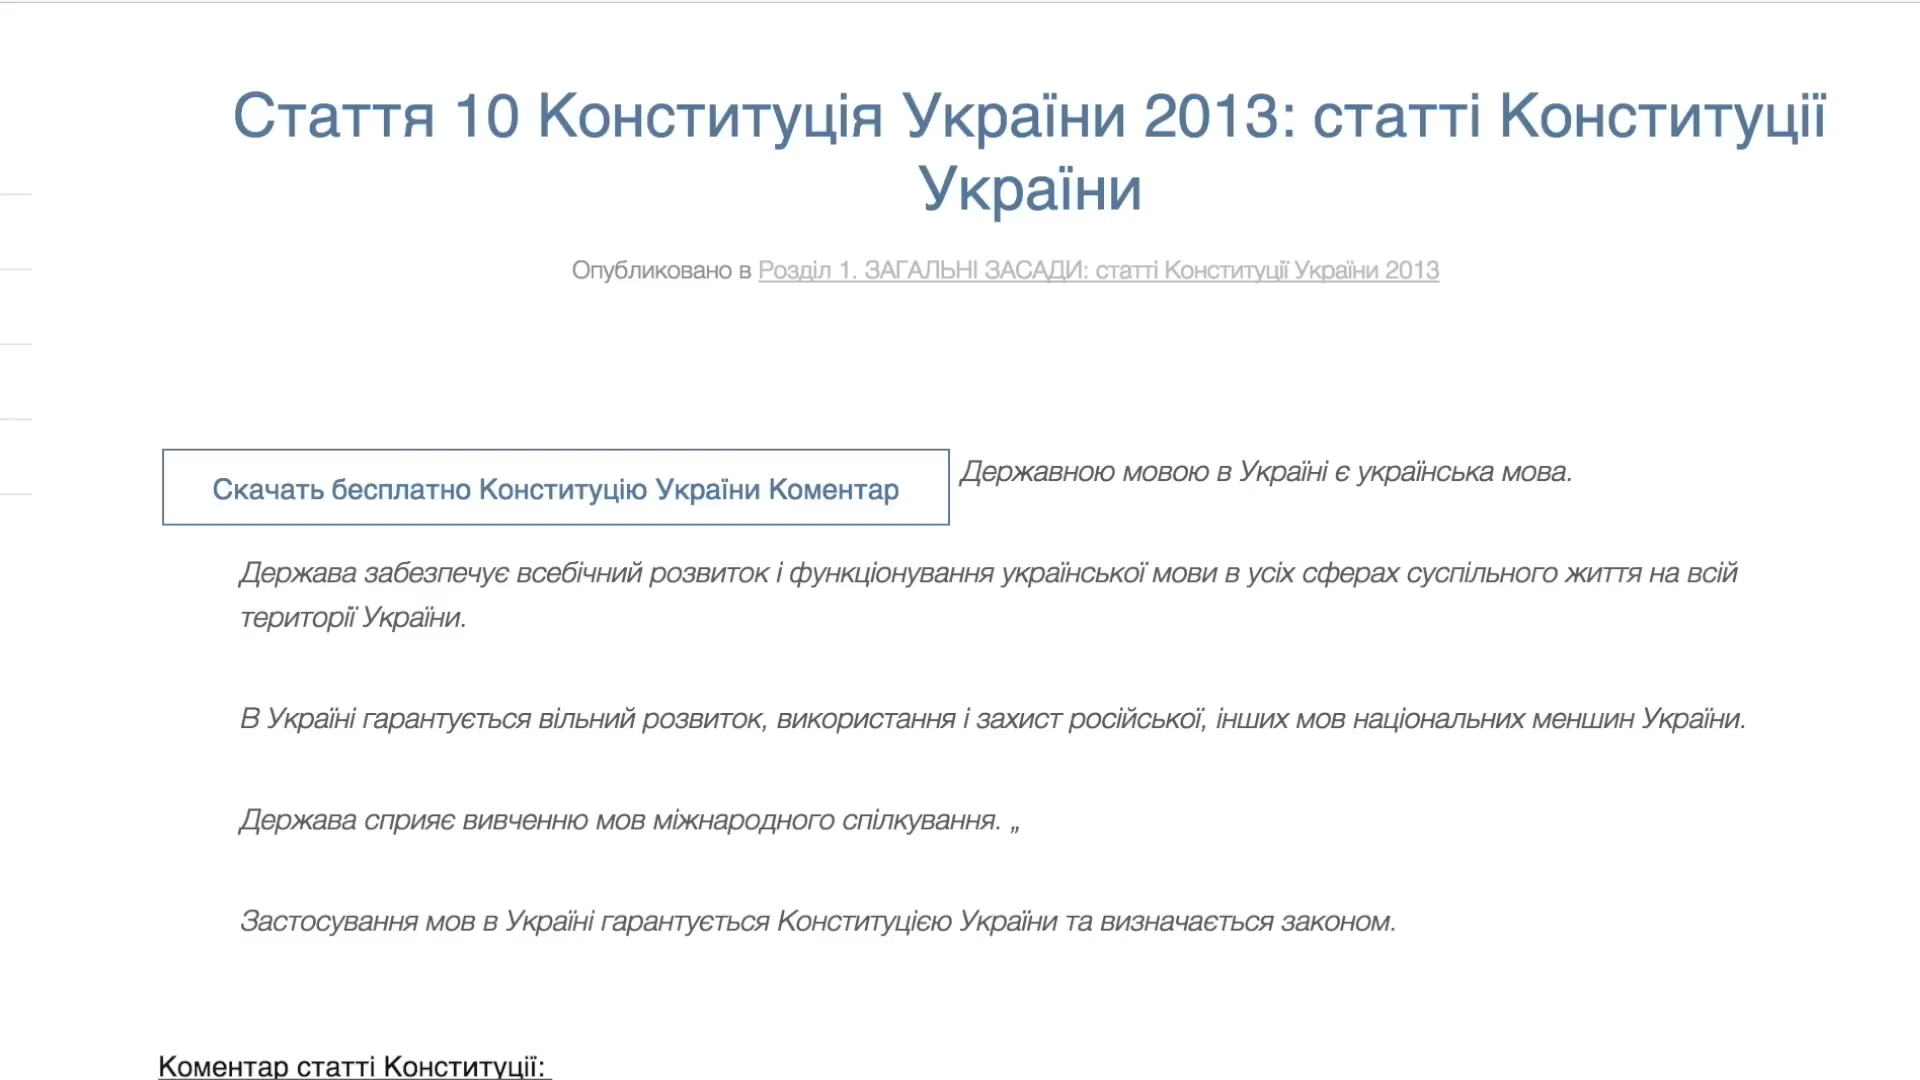 Стаття 10 Конституція України 2013: статті Конституції
України
Опубликовано в Розділ 1. ЗАГАЛЬНІ ЗАСАДИ: статті Конституції України 2013
Скачать бесплатно Конституцію України Коментар
Державною мовою в Україні є українська мова.
Держава забезпечує всебічний розвиток і функціонування української мови в усіх сферах суспільного життя на всій
території України.
В Україні гарантується вільний розвиток, використання і захист російської, інших мов національних меншин України.
Держава сприяє вивченню мов міжнародного спілкування. „
Застосування мов в Україні гарантується Конституцією України та визначається законом.
Коментар статті Конституції: